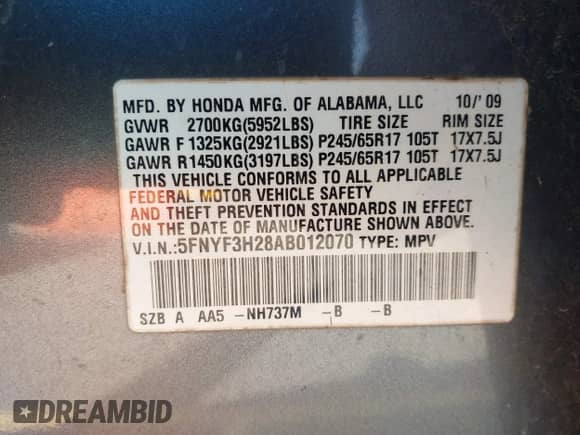 MFD. BY HONDA MFG. OF ALABAMA, LLC 10/'09
GVWR 2700KG(5952LBS) TIRE SIZE RIM SIZE
GAWR F 1325KG(2921LBS) P245/65R17 105T 17X7.5J
GAWR R 1450KG(3197LBS) P245/65R17 105T 17X7.5J
THIS VEHICLE CONFORMS TO ALL APPLICABLE
FEDERAL MOTOR VEHICLE SAFETY
AND THEFT PREVENTION STANDARDS IN EFFECT
ON THE DATE OF MANUFACTURE SHOWN ABOVE.
V.I.N.:5FNYF3H28AB012070 TYPE: MPV
SZB A AA5 -NH737M -B -B
DREAMBID